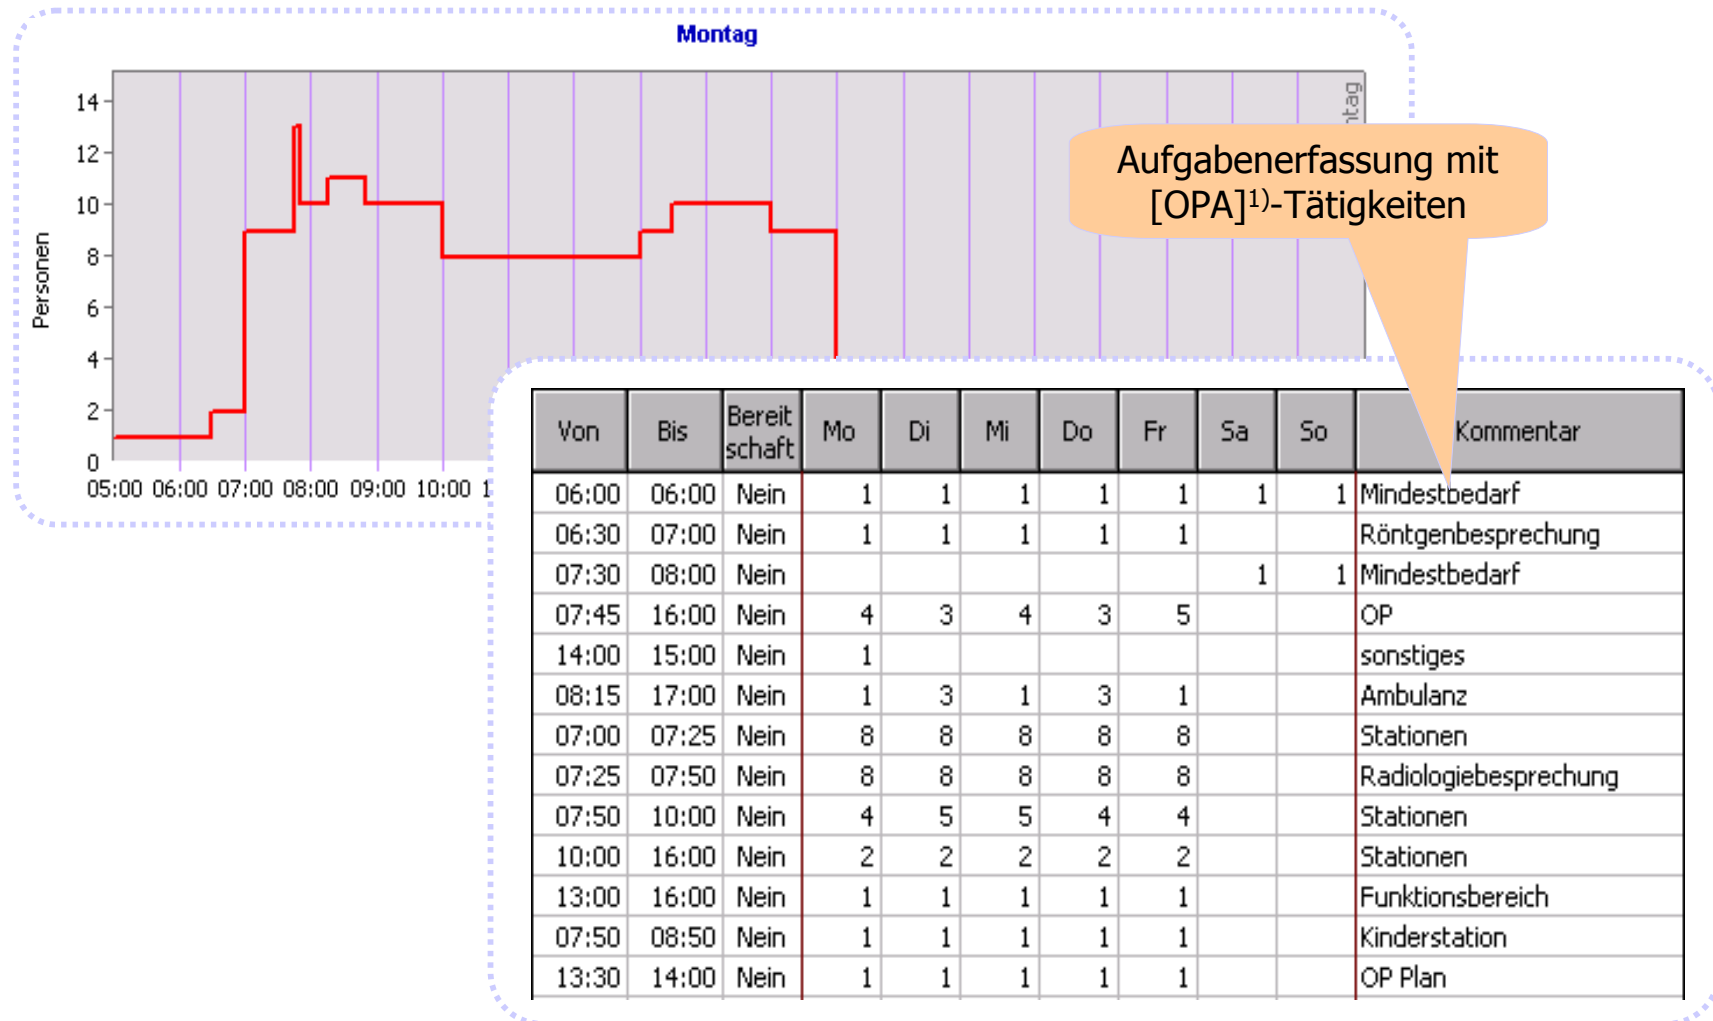 Montag
14
12
10
8
6
4
2
0
Personen
05:00 06:00 07:00 08:00 09:00 10:00 1
ntag
Aufgabenerfassung mit
[OPA]1)-Tätigkeiten
Von Bis Bereit schaft Mo Di Mi Do Fr Sa So Kommentar
06:00 06:00 Nein 1 1 1 1 1 1 1 Mindestbedarf
06:30 07:00 Nein 1 1 1 1 1 Röntgenbesprechung
07:30 08:00 Nein 1 1 Mindestbedarf
07:45 16:00 Nein 4 3 4 3 5 OP
14:00 15:00 Nein 1 sonstiges
08:15 17:00 Nein 1 3 1 3 1 Ambulanz
07:00 07:25 Nein 8 8 8 8 8 Stationen
07:25 07:50 Nein 8 8 8 8 8 Radiologiebesprechung
07:50 10:00 Nein 4 5 5 4 4 Stationen
10:00 16:00 Nein 2 2 2 2 2 Stationen
13:00 16:00 Nein 1 1 1 1 1 Funktionsbereich
07:50 08:50 Nein 1 1 1 1 1 Kinderstation
13:30 14:00 Nein 1 1 1 1 1 OP Plan